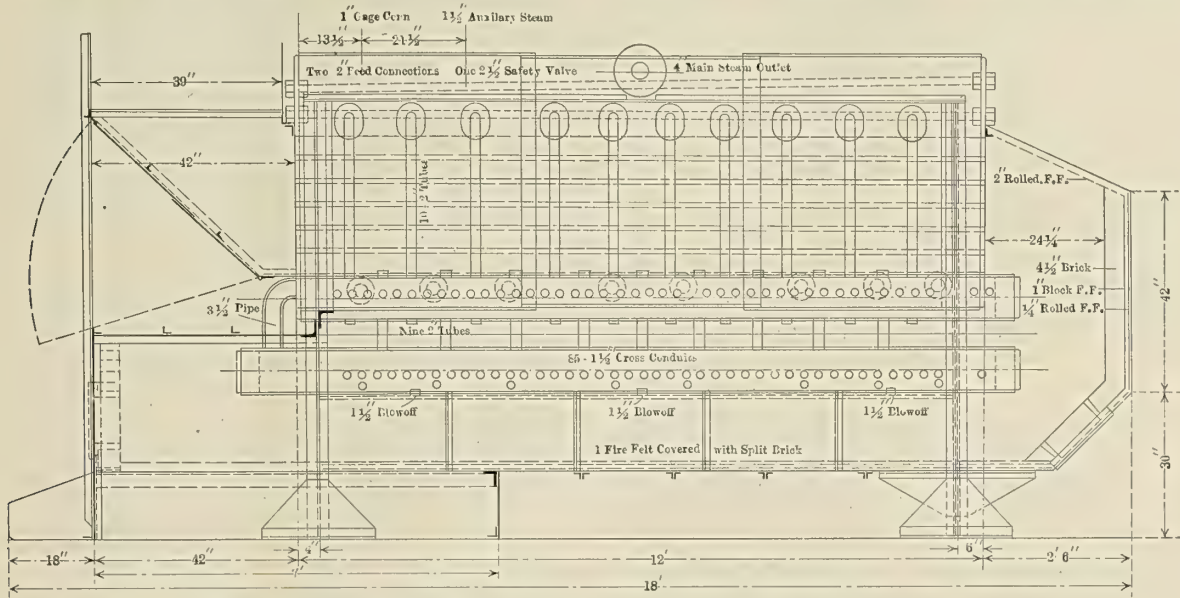 1" Gage Conn 1½" Auxilary Steam
13½" 21½"
39"
Two 2" Feed Connections One 2½" Safety Valve 4" Main Steam Outlet
42"
10 - 2" Tubes
2" Rolled. F.F.
24¼"
4½" Brick
1" Block F.F.
42"
3½" Pipe
¼" Rolled F.F.
Nine 2" Tubes
85 - 1½" Cross Conduits
1½" Blowoff 1½" Blowoff 1½" Blowoff
1 Fire Felt Covered with Split Brick
30"
18" 42" 4" 12' 6" 2' 6"
18'